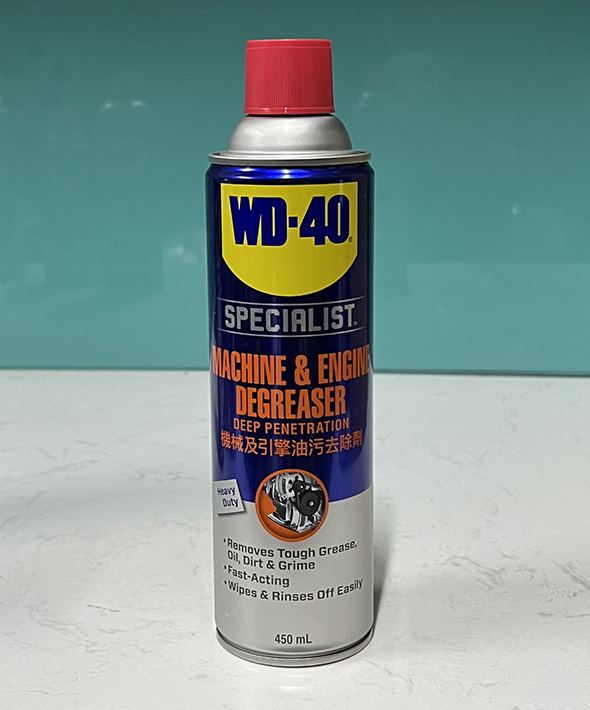 WD-40®
SPECIALIST™
MACHINE & ENGINE
DEGREASER
DEEP PENETRATION
機械及引擎油污去除劑
Heavy
Duty
• Removes Tough Grease,
Oil, Dirt & Grime
• Fast-Acting
• Wipes & Rinses Off Easily
450 mL